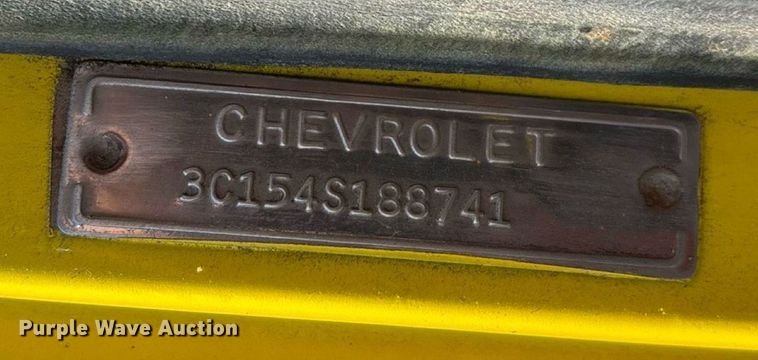 CHEVROLET
3C154S188741
Purple Wave Auction